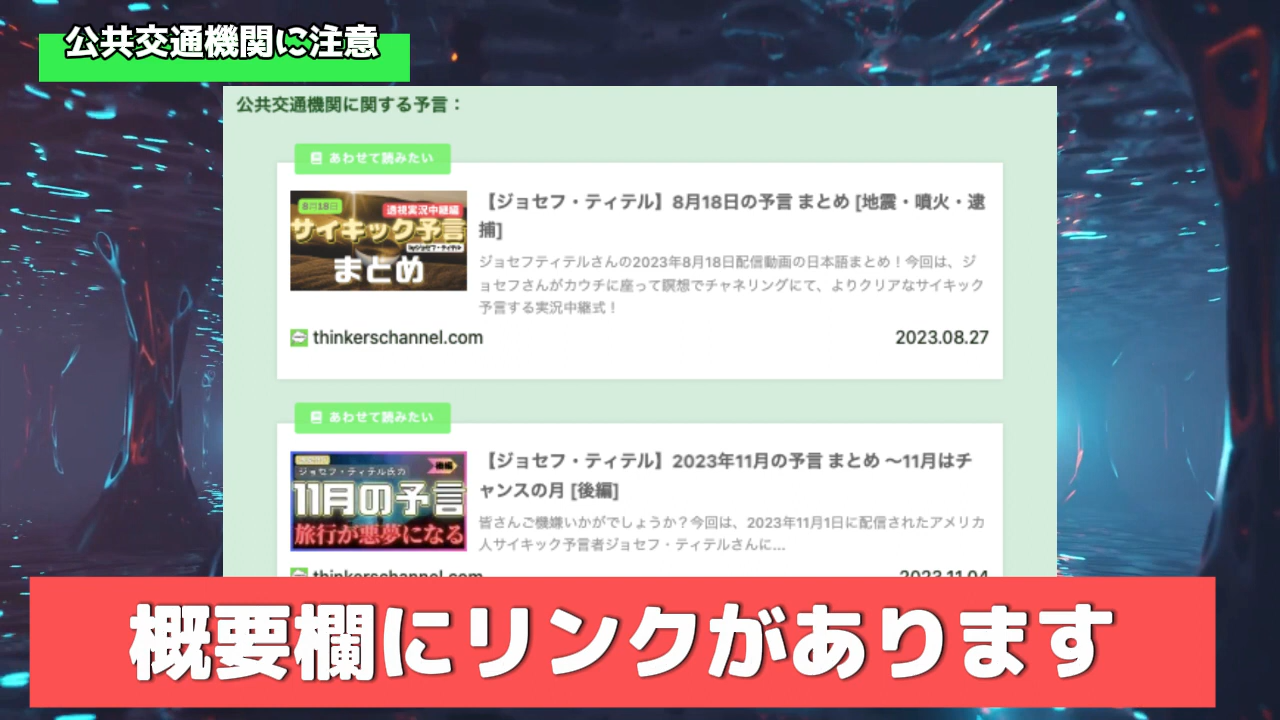 公共交通機関に注意
公共交通機関に関する予言：
あわせて読みたい
8月18日
透視実況中継編
サイキック予言
まとめ
【ジョセフ・ティテル】8月18日の予言 まとめ [地震・噴火・逮
捕]
ジョセフティテルさんの2023年8月18日配信動画の日本語まとめ！今回は、ジ
ョセフさんがカウチに座って瞑想でチャネリングにて、よりクリアなサイキック
予言する実況中継式！
thinkerschannel.com
2023.08.27
あわせて読みたい
ジョセフ・ティテル氏の
後編
11月の予言
旅行が悪夢になる
【ジョセフ・ティテル】2023年11月の予言 まとめ 〜11月はチ
ャンスの月 [後編]
皆さんご機嫌いかがでしょうか？今回は、2023年11月1日に配信されたアメリカ
人サイキック予言者ジョセフ・ティテルさんに...
thinkerschannel.com
2023.11.04
概要欄にリンクがあります